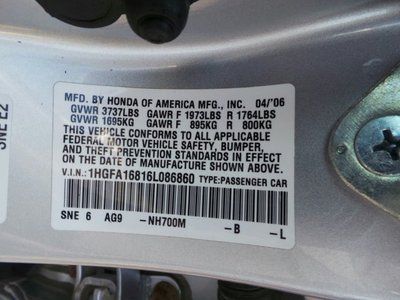 SNE E2
MFD. BY HONDA OF AMERICA MFG., INC. 04/'06
GVWR 3737LBS GAWR F 1973LBS R 1764LBS
GVWR 1695KG GAWR F 895KG R 800KG
THIS VEHICLE CONFORMS TO ALL APPLICABLE
FEDERAL MOTOR VEHICLE SAFETY, BUMPER,
AND THEFT PREVENTION STANDARDS IN EFFECT
ON THE DATE OF MANUFACTURE SHOWN ABOVE.
V.I.N.: 1HGFA16816L086860 TYPE:PASSENGER CAR
SNE 6 AG9 -NH700M -B -L